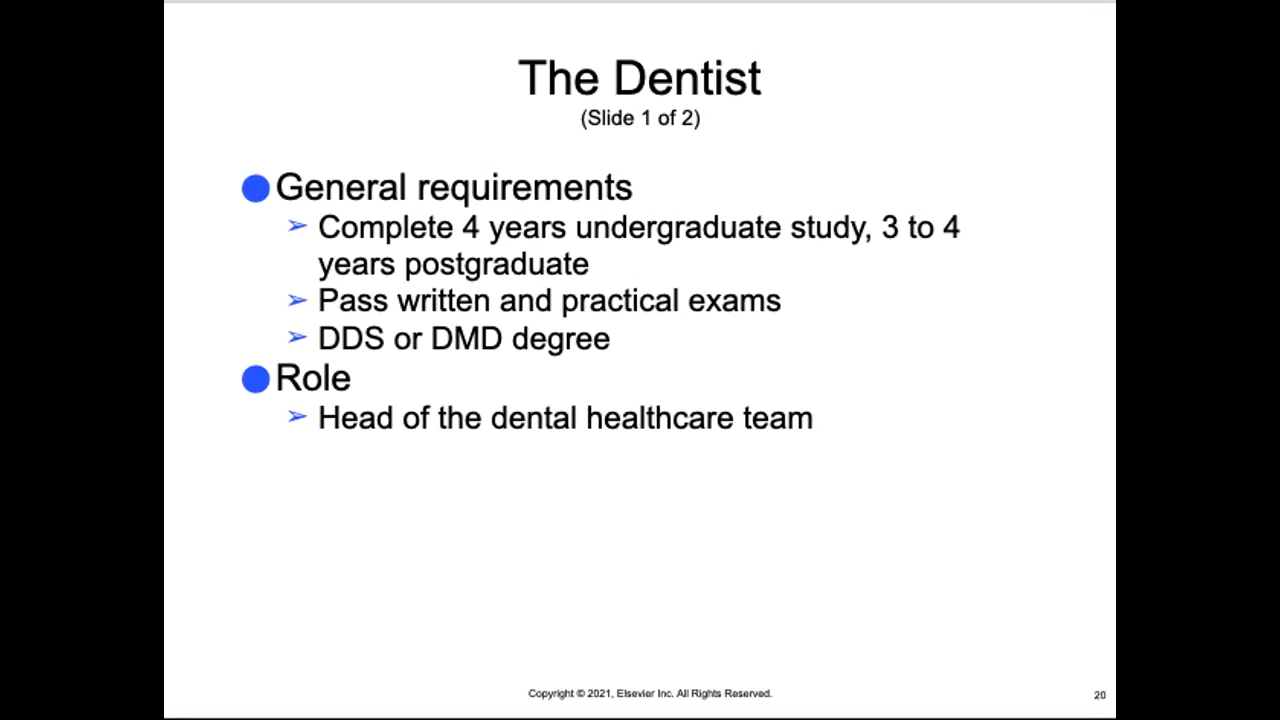 The Dentist
(Slide 1 of 2)
General requirements
➢ Complete 4 years undergraduate study, 3 to 4
years postgraduate
➢ Pass written and practical exams
➢ DDS or DMD degree
Role
➢ Head of the dental healthcare team
Copyright © 2021, Elsevier Inc. All Rights Reserved.
20